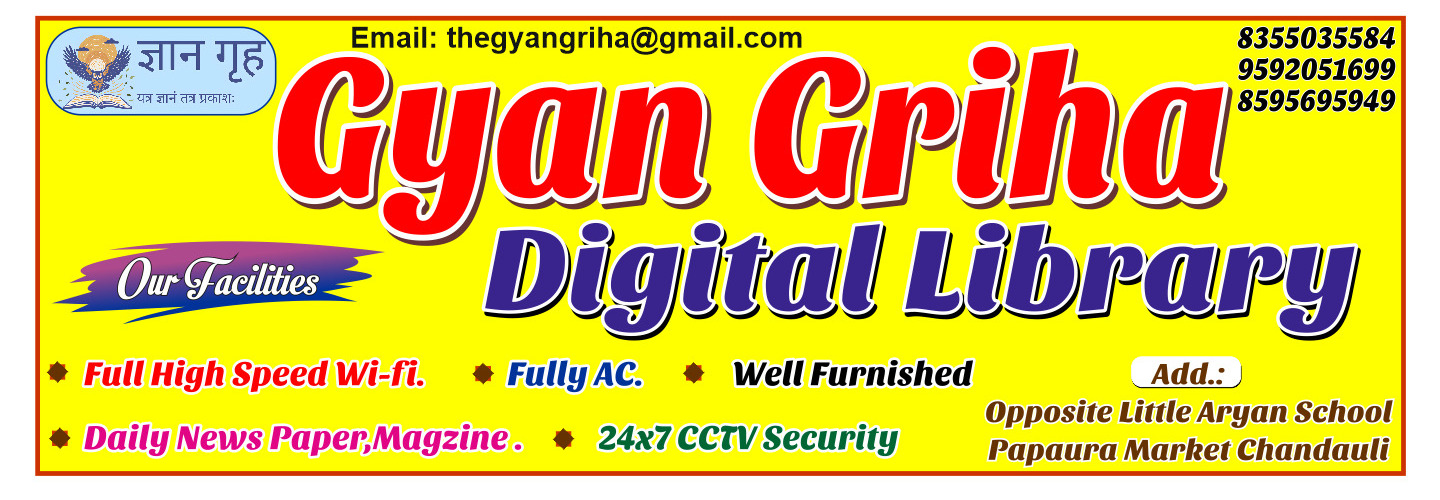 ज्ञान गृह
यत्र ज्ञानं तत्र प्रकाशः
Email: thegyangriha@gmail.com
8355035584
9592051699
8595695949
Gyan Griha
Digital Library
Our Facilities
Full High Speed Wi-fi.
Fully AC.
Well Furnished
Daily News Paper,Magzine .
24x7 CCTV Security
Add.:
Opposite Little Aryan School
Papaura Market Chandauli